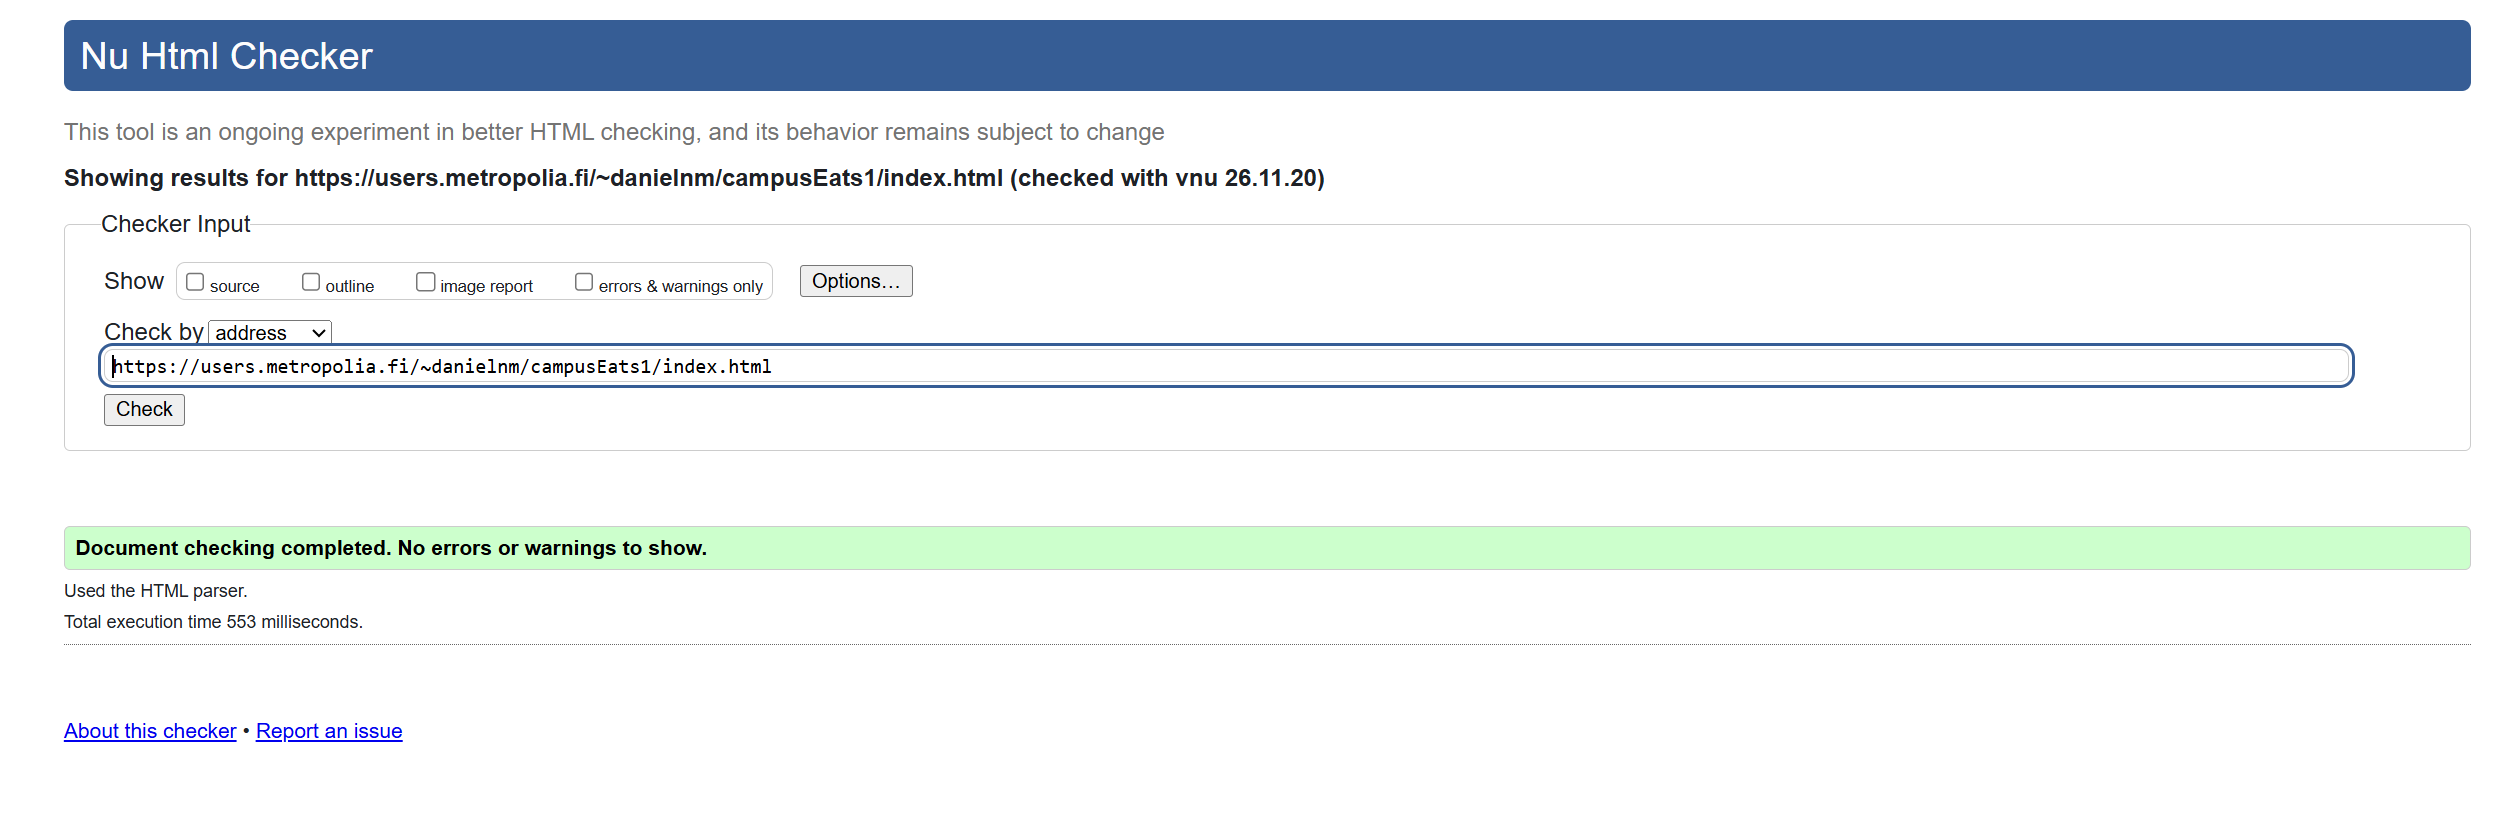 Nu Html Checker
This tool is an ongoing experiment in better HTML checking, and its behavior remains subject to change
Showing results for https://users.metropolia.fi/~danielnm/campusEats1/index.html (checked with vnu 26.11.20)
Checker Input
Show source outline image report errors & warnings only Options...
Check by address
https://users.metropolia.fi/~danielnm/campusEats1/index.html
Check
Document checking completed. No errors or warnings to show.
Used the HTML parser.
Total execution time 553 milliseconds.
About this checker • Report an issue